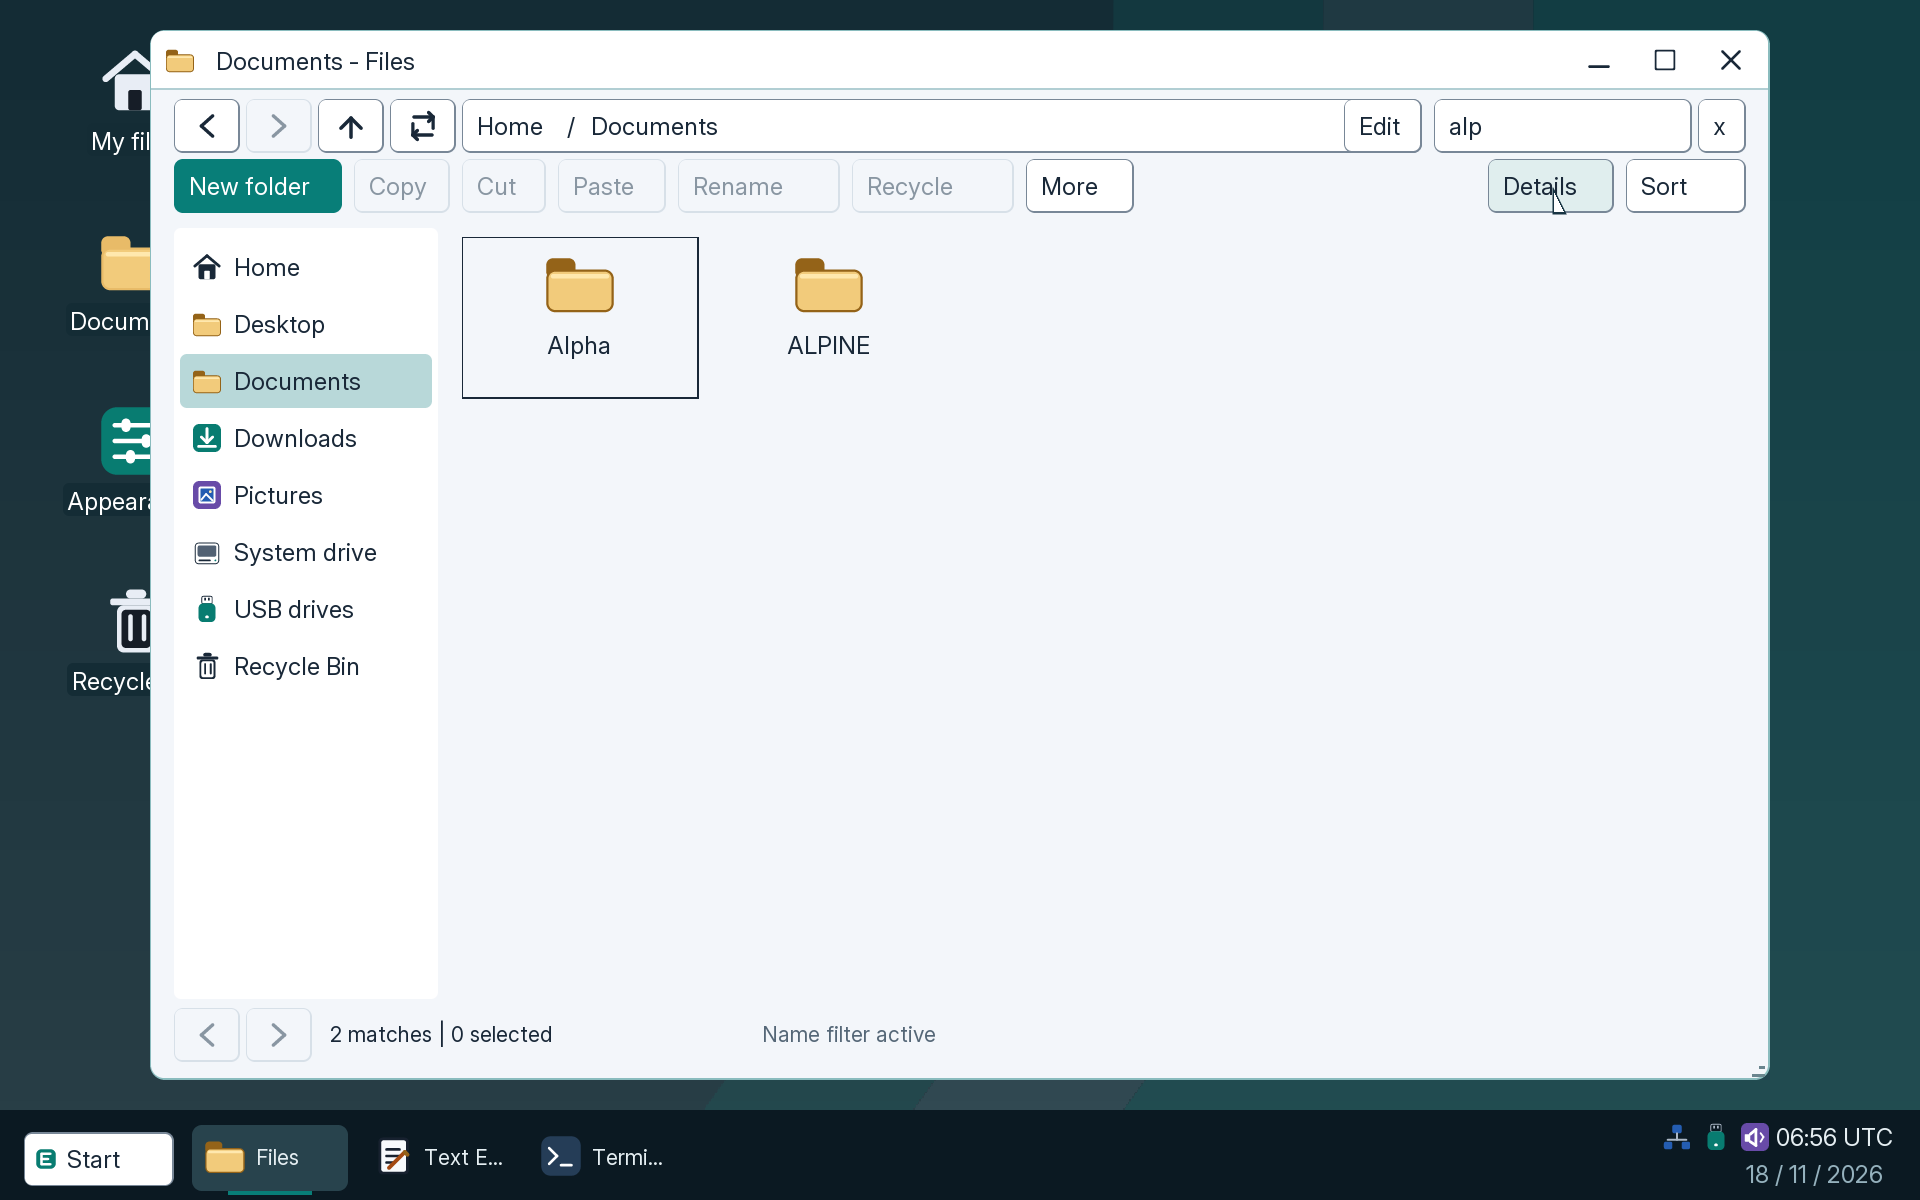 Documents - Files
Home / Documents
Edit
alp
x
New folder
Copy
Cut
Paste
Rename
Recycle
More
Details
Sort
My fil
Docum
Appeara
Recycle
Home
Desktop
Documents
Downloads
Pictures
System drive
USB drives
Recycle Bin
Alpha
ALPINE
2 matches | 0 selected
Name filter active
E Start
Files
Text E...
Termi...
06:56 UTC
18 / 11 / 2026